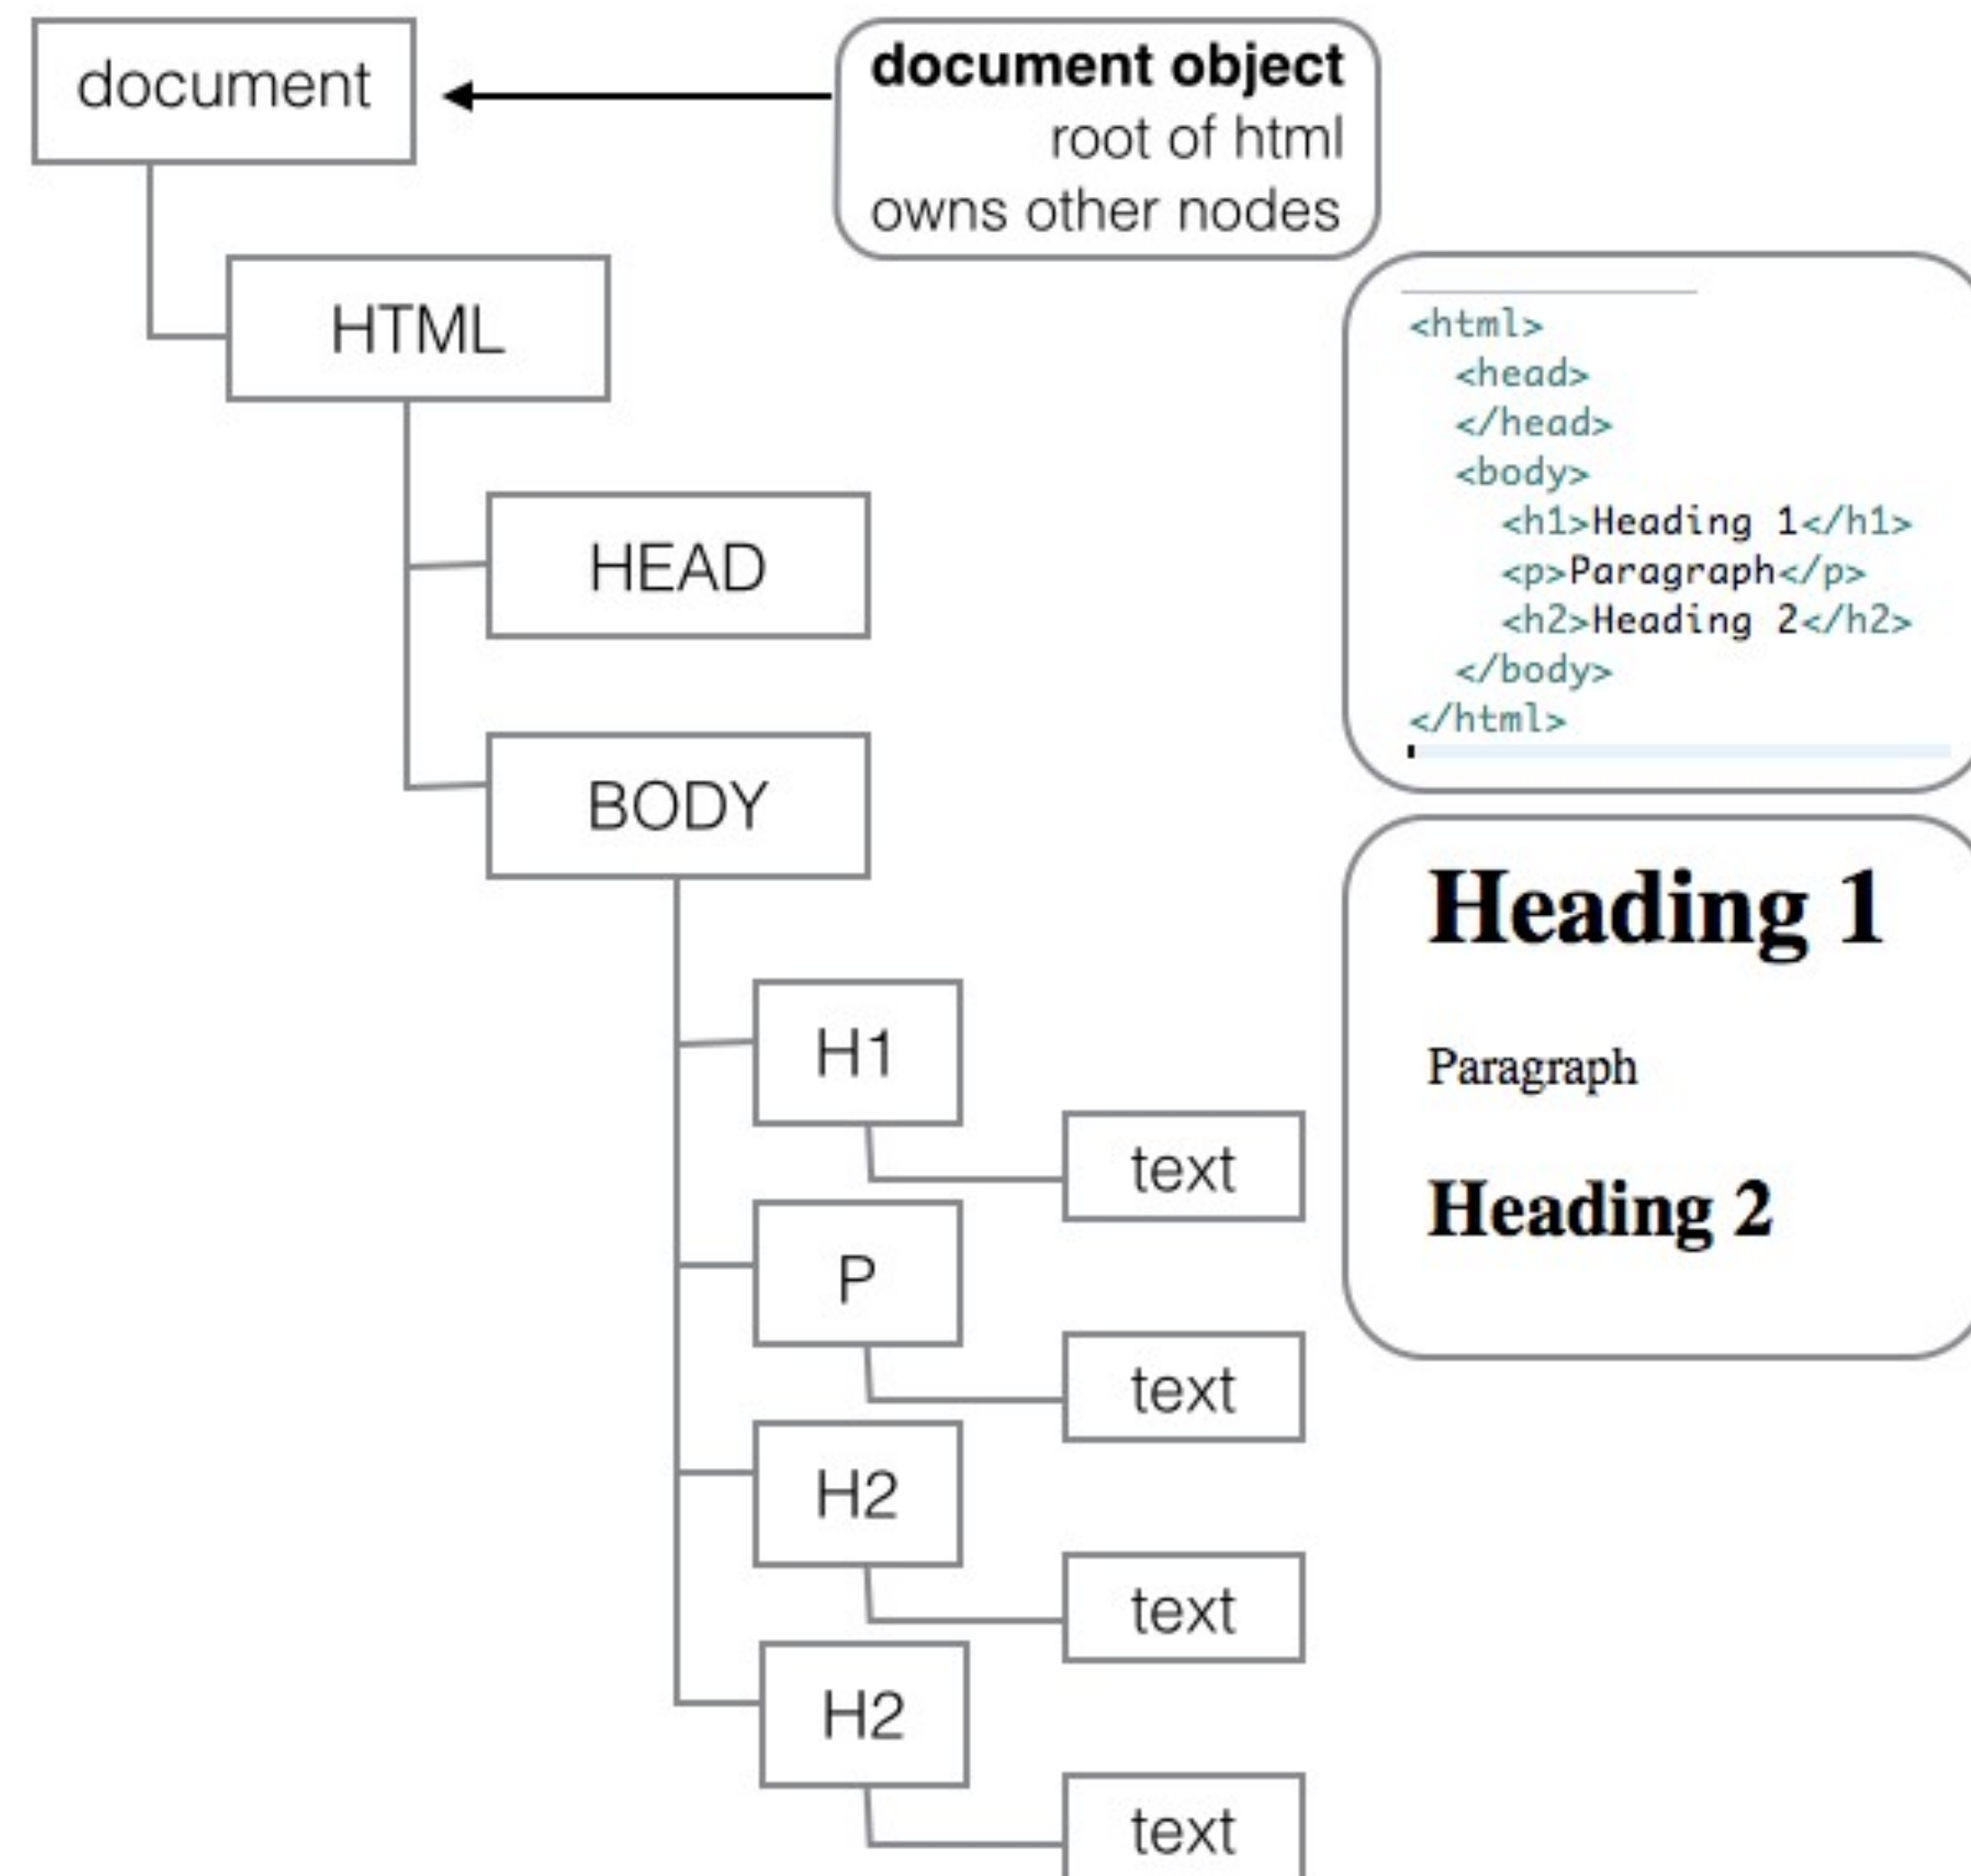 document
document object
root of html
owns other nodes
HTML
HEAD
BODY
H1
text
P
text
H2
text
H2
text
<html>
<head>
</head>
<body>
<h1>Heading 1</h1>
<p>Paragraph</p>
<h2>Heading 2</h2>
</body>
</html>
Heading 1
Paragraph
Heading 2